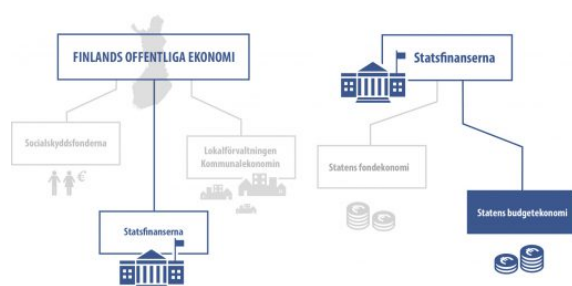 FINLANDS OFFENTLIGA EKONOMI
Socialskyddsfonderna
€
Lokalförvaltningen
Kommunalekonomin
Statsfinanserna
Statsfinanserna
Statens fondekonomi
Statens budgetekonomi